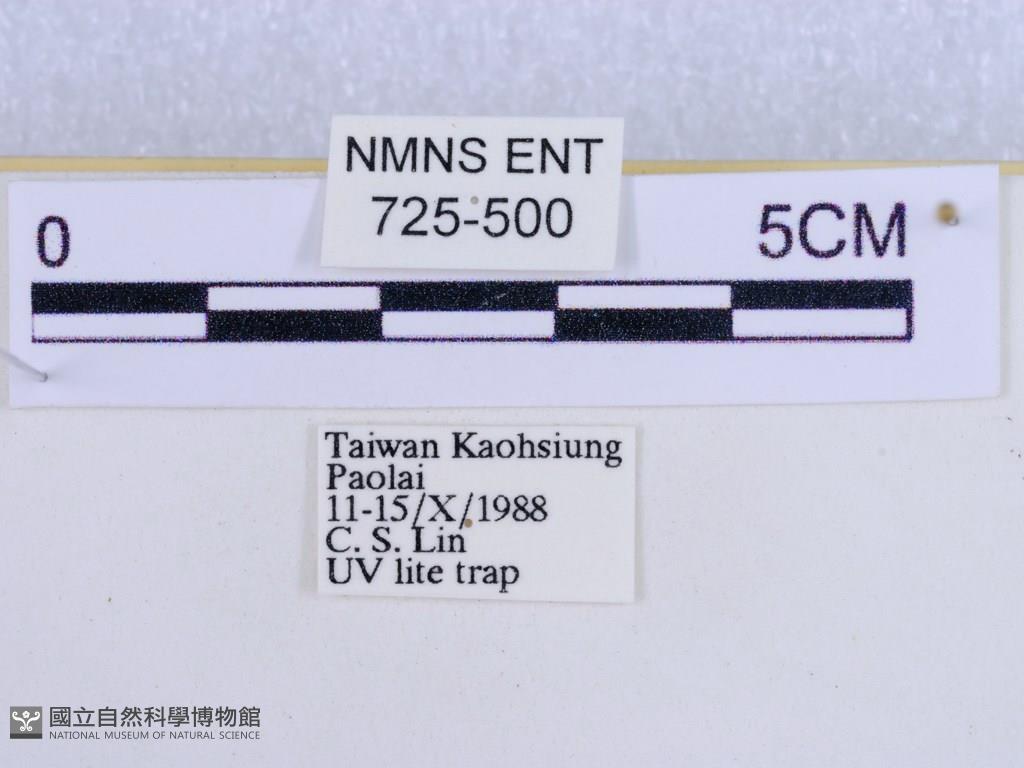 NMNS ENT
725-500
0 5CM
Taiwan Kaohsiung
Paolai
11-15/X/1988
C. S. Lin
UV lite trap
國立自然科學博物館
NATIONAL MUSEUM OF NATURAL SCIENCE